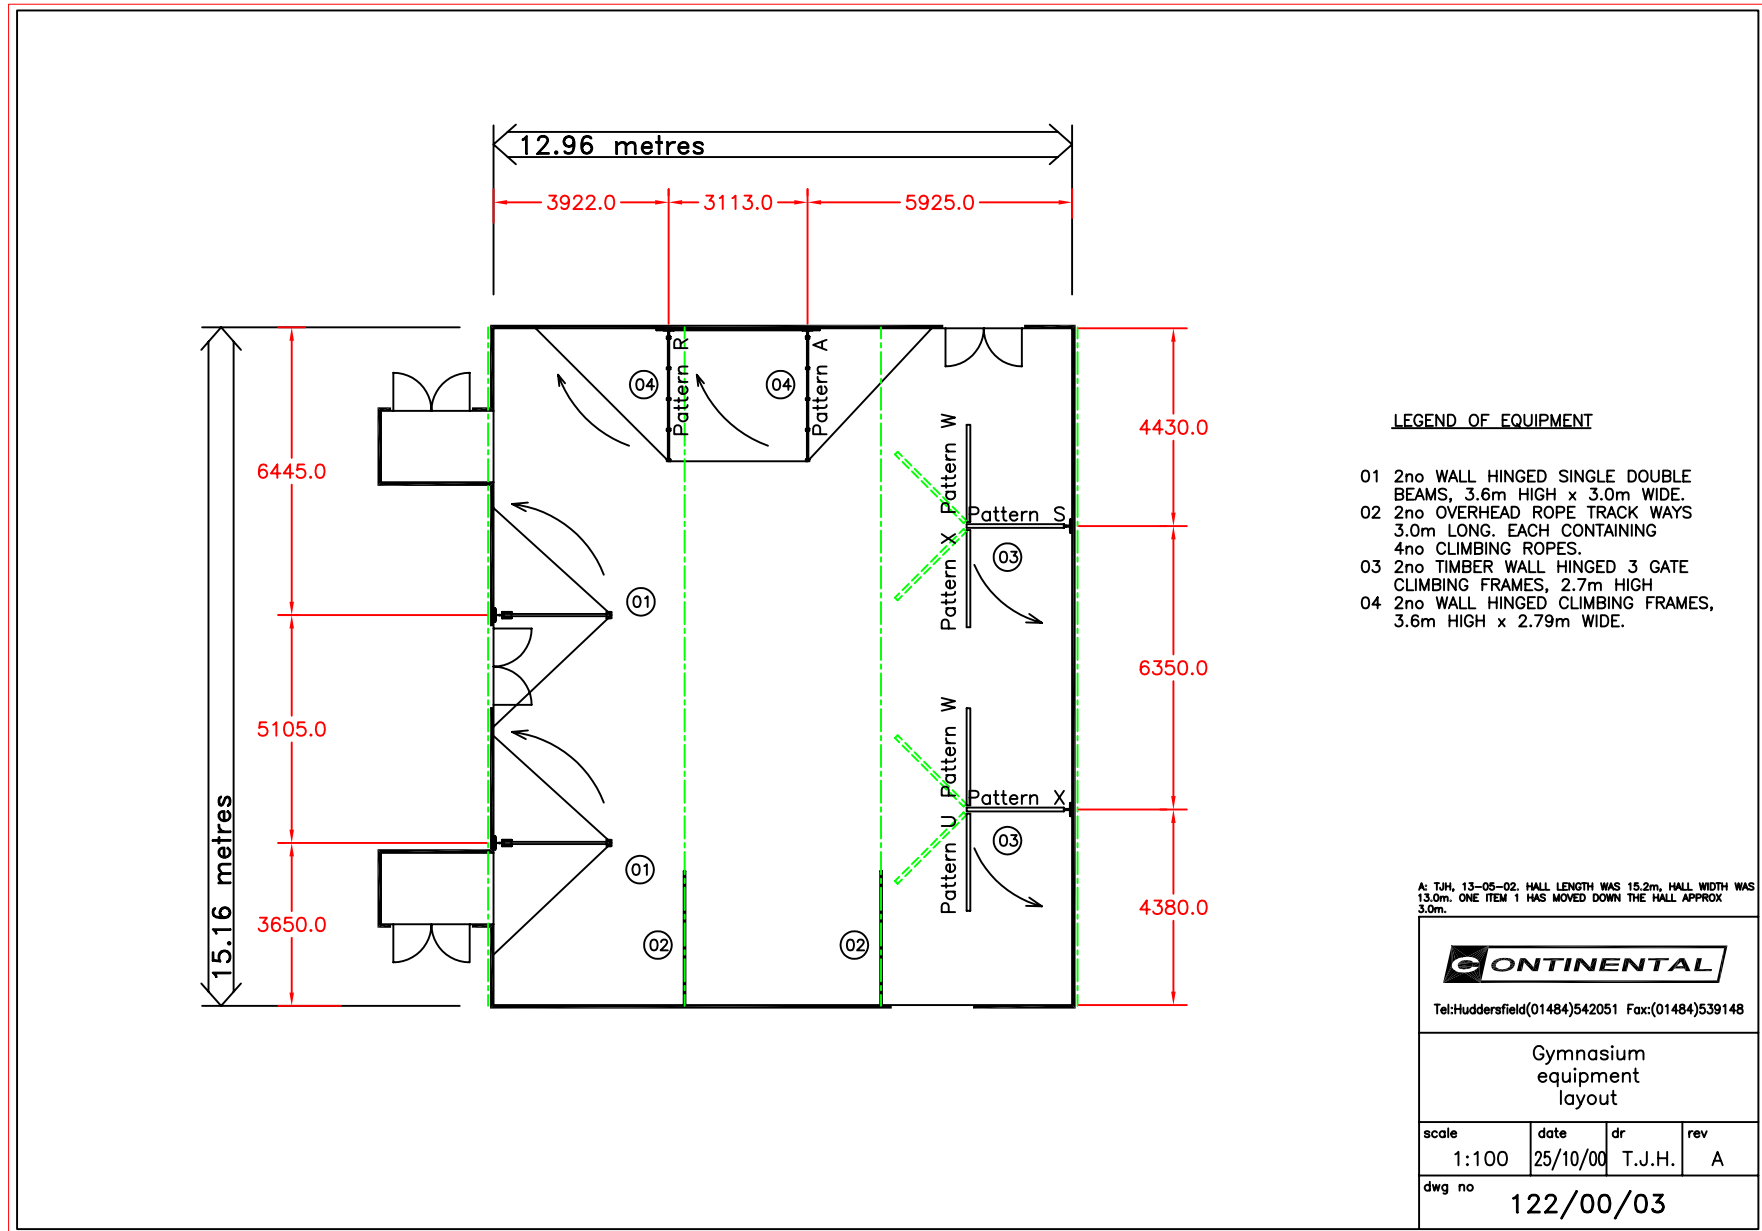 12.96 metres
3922.0
3113.0
5925.0
15.16 metres
6445.0
5105.0
3650.0
4430.0
6350.0
4380.0
04
Pattern R
04
Pattern A
Pattern W
Pattern S
Pattern X
03
01
Pattern W
Pattern X
Pattern U
03
01
02
02
LEGEND OF EQUIPMENT
01 2no WALL HINGED SINGLE DOUBLE
BEAMS, 3.6m HIGH x 3.0m WIDE.
02 2no OVERHEAD ROPE TRACK WAYS
3.0m LONG. EACH CONTAINING
4no CLIMBING ROPES.
03 2no TIMBER WALL HINGED 3 GATE
CLIMBING FRAMES, 2.7m HIGH
04 2no WALL HINGED CLIMBING FRAMES,
3.6m HIGH x 2.79m WIDE.
A: TJH, 13-05-02. HALL LENGTH WAS 15.2m, HALL WIDTH WAS
13.0m. ONE ITEM 1 HAS MOVED DOWN THE HALL APPROX
3.0m.
CONTINENTAL
Tel:Huddersfield(01484)542051 Fax:(01484)539148
Gymnasium
equipment
layout
scale
1:100
date
25/10/00
dr
T.J.H.
rev
A
dwg no
122/00/03